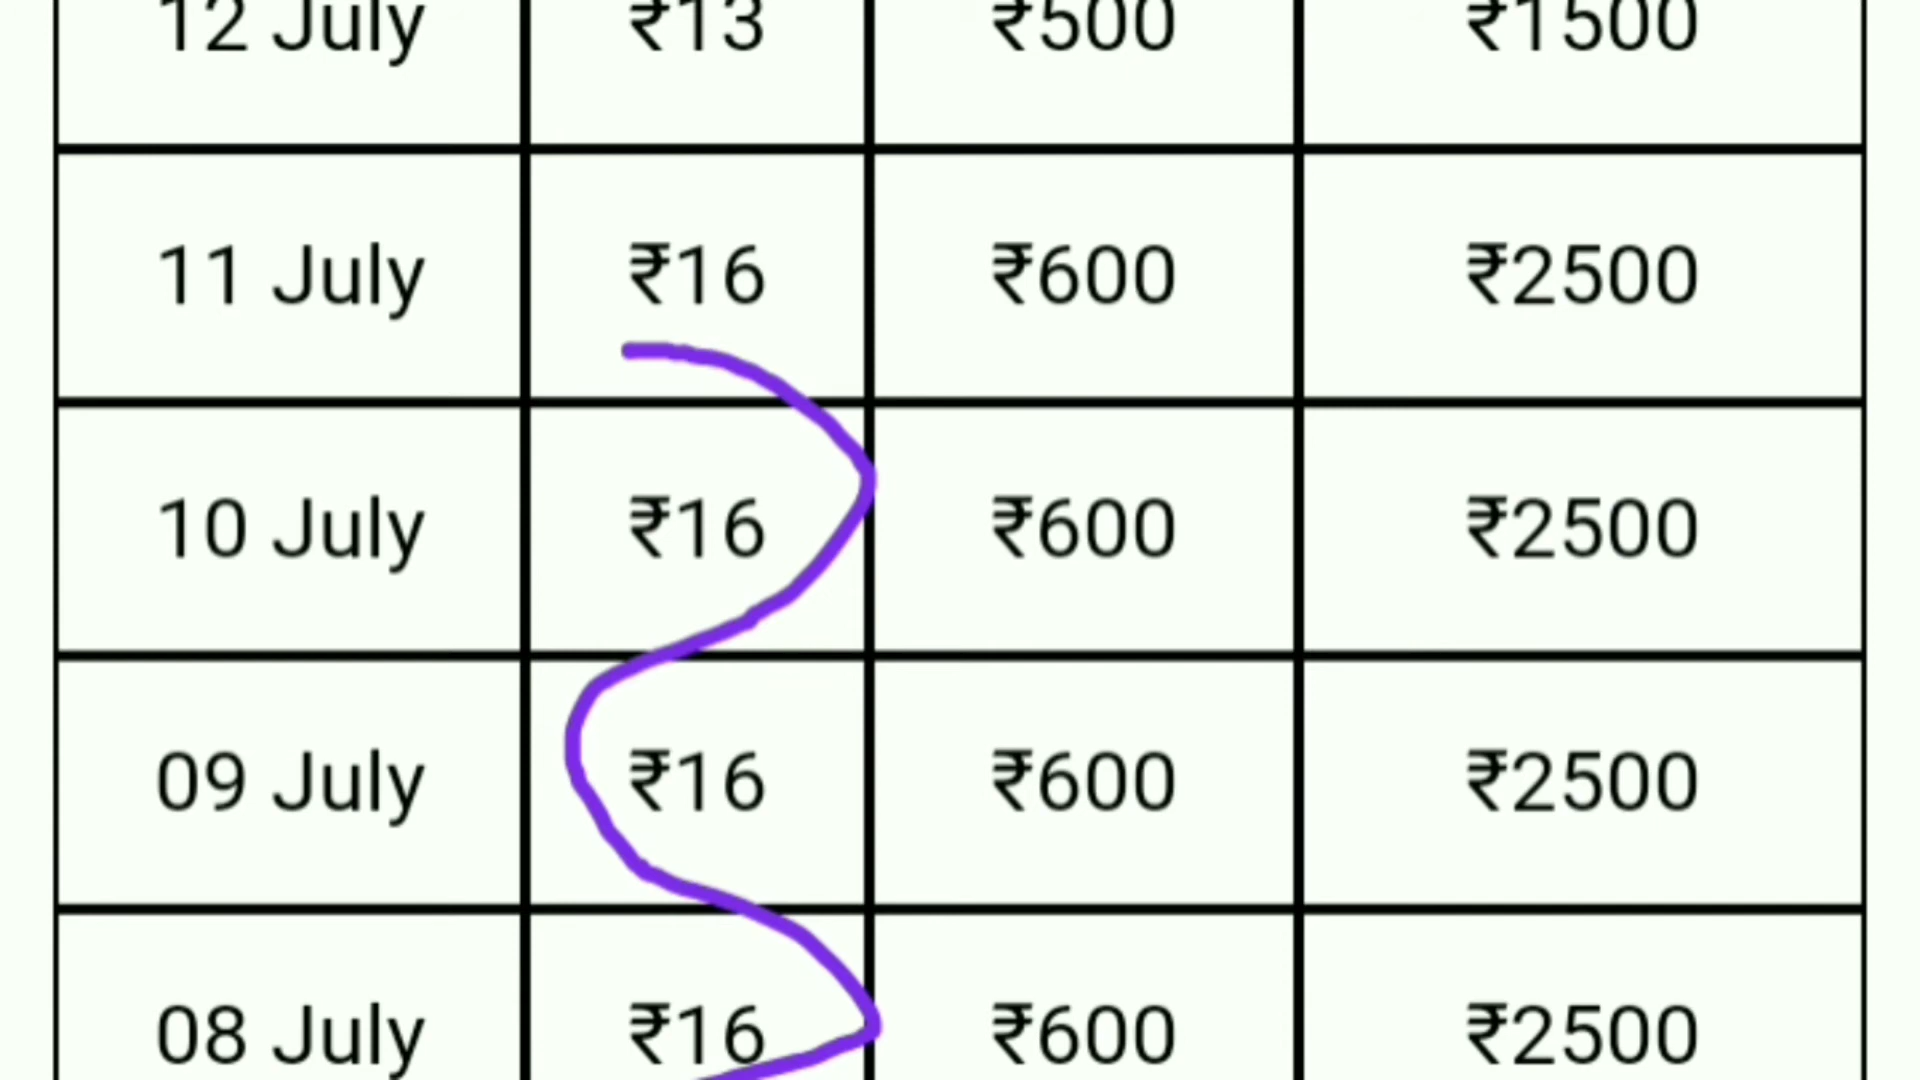 12 July ₹13 ₹500 ₹1500
11 July ₹16 ₹600 ₹2500
10 July ₹16 ₹600 ₹2500
09 July ₹16 ₹600 ₹2500
08 July ₹16 ₹600 ₹2500